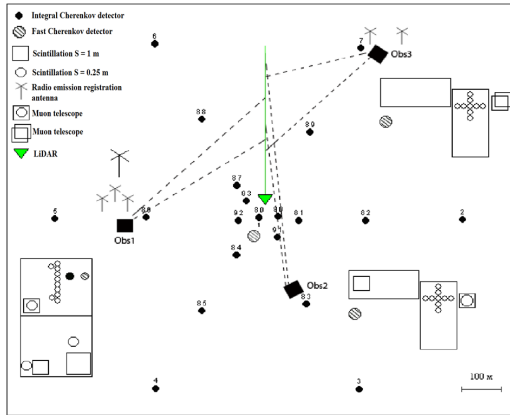 Integral Cherenkov detector
Fast Cherenkov detector
Scintillation S = 1 m
Scintillation S = 0.25 m
Radio emission registration
antenna
Muon telescope
Muon telescope
LiDAR
6
7
Obs3
88
89
87
93
5
86
92
80
81
82
2
Obs1
84
Obs2
83
85
4
3
100 м